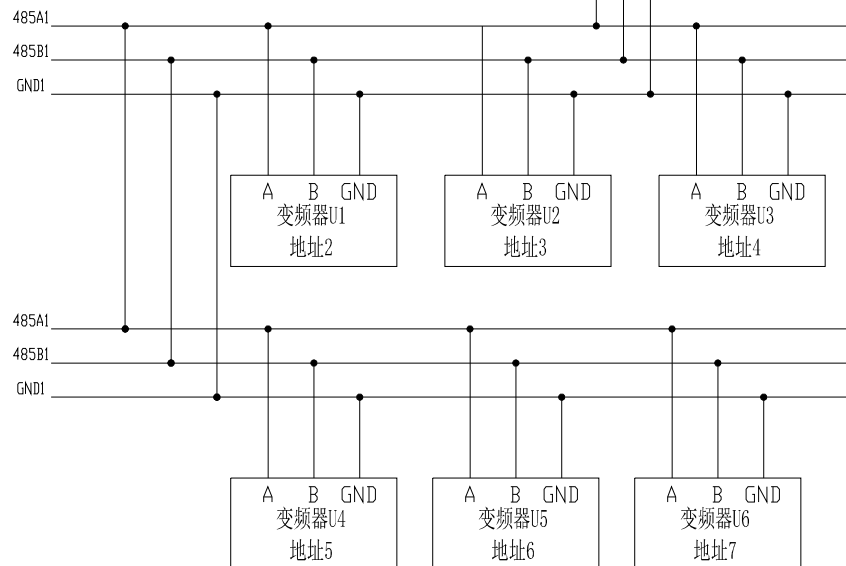 485A1
485B1
GND1
A B GND
变频器U1
地址2
A B GND
变频器U2
地址3
A B GND
变频器U3
地址4
485A1
485B1
GND1
A B GND
变频器U4
地址5
A B GND
变频器U5
地址6
A B GND
变频器U6
地址7